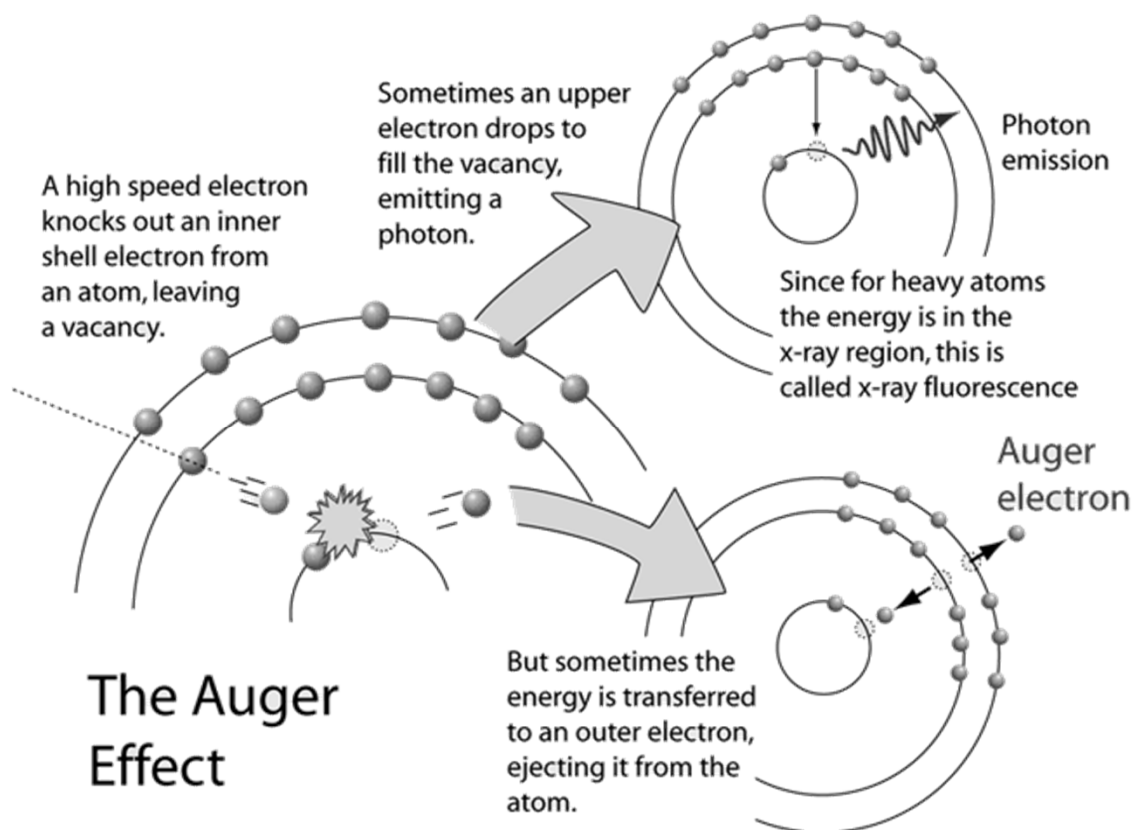 A high speed electron
knocks out an inner
shell electron from
an atom, leaving
a vacancy.
Sometimes an upper
electron drops to
fill the vacancy,
emitting a
photon.
Photon
emission
Since for heavy atoms
the energy is in the
x-ray region, this is
called x-ray fluorescence
Auger
electron
But sometimes the
energy is transferred
to an outer electron,
ejecting it from the
atom.
The Auger
Effect